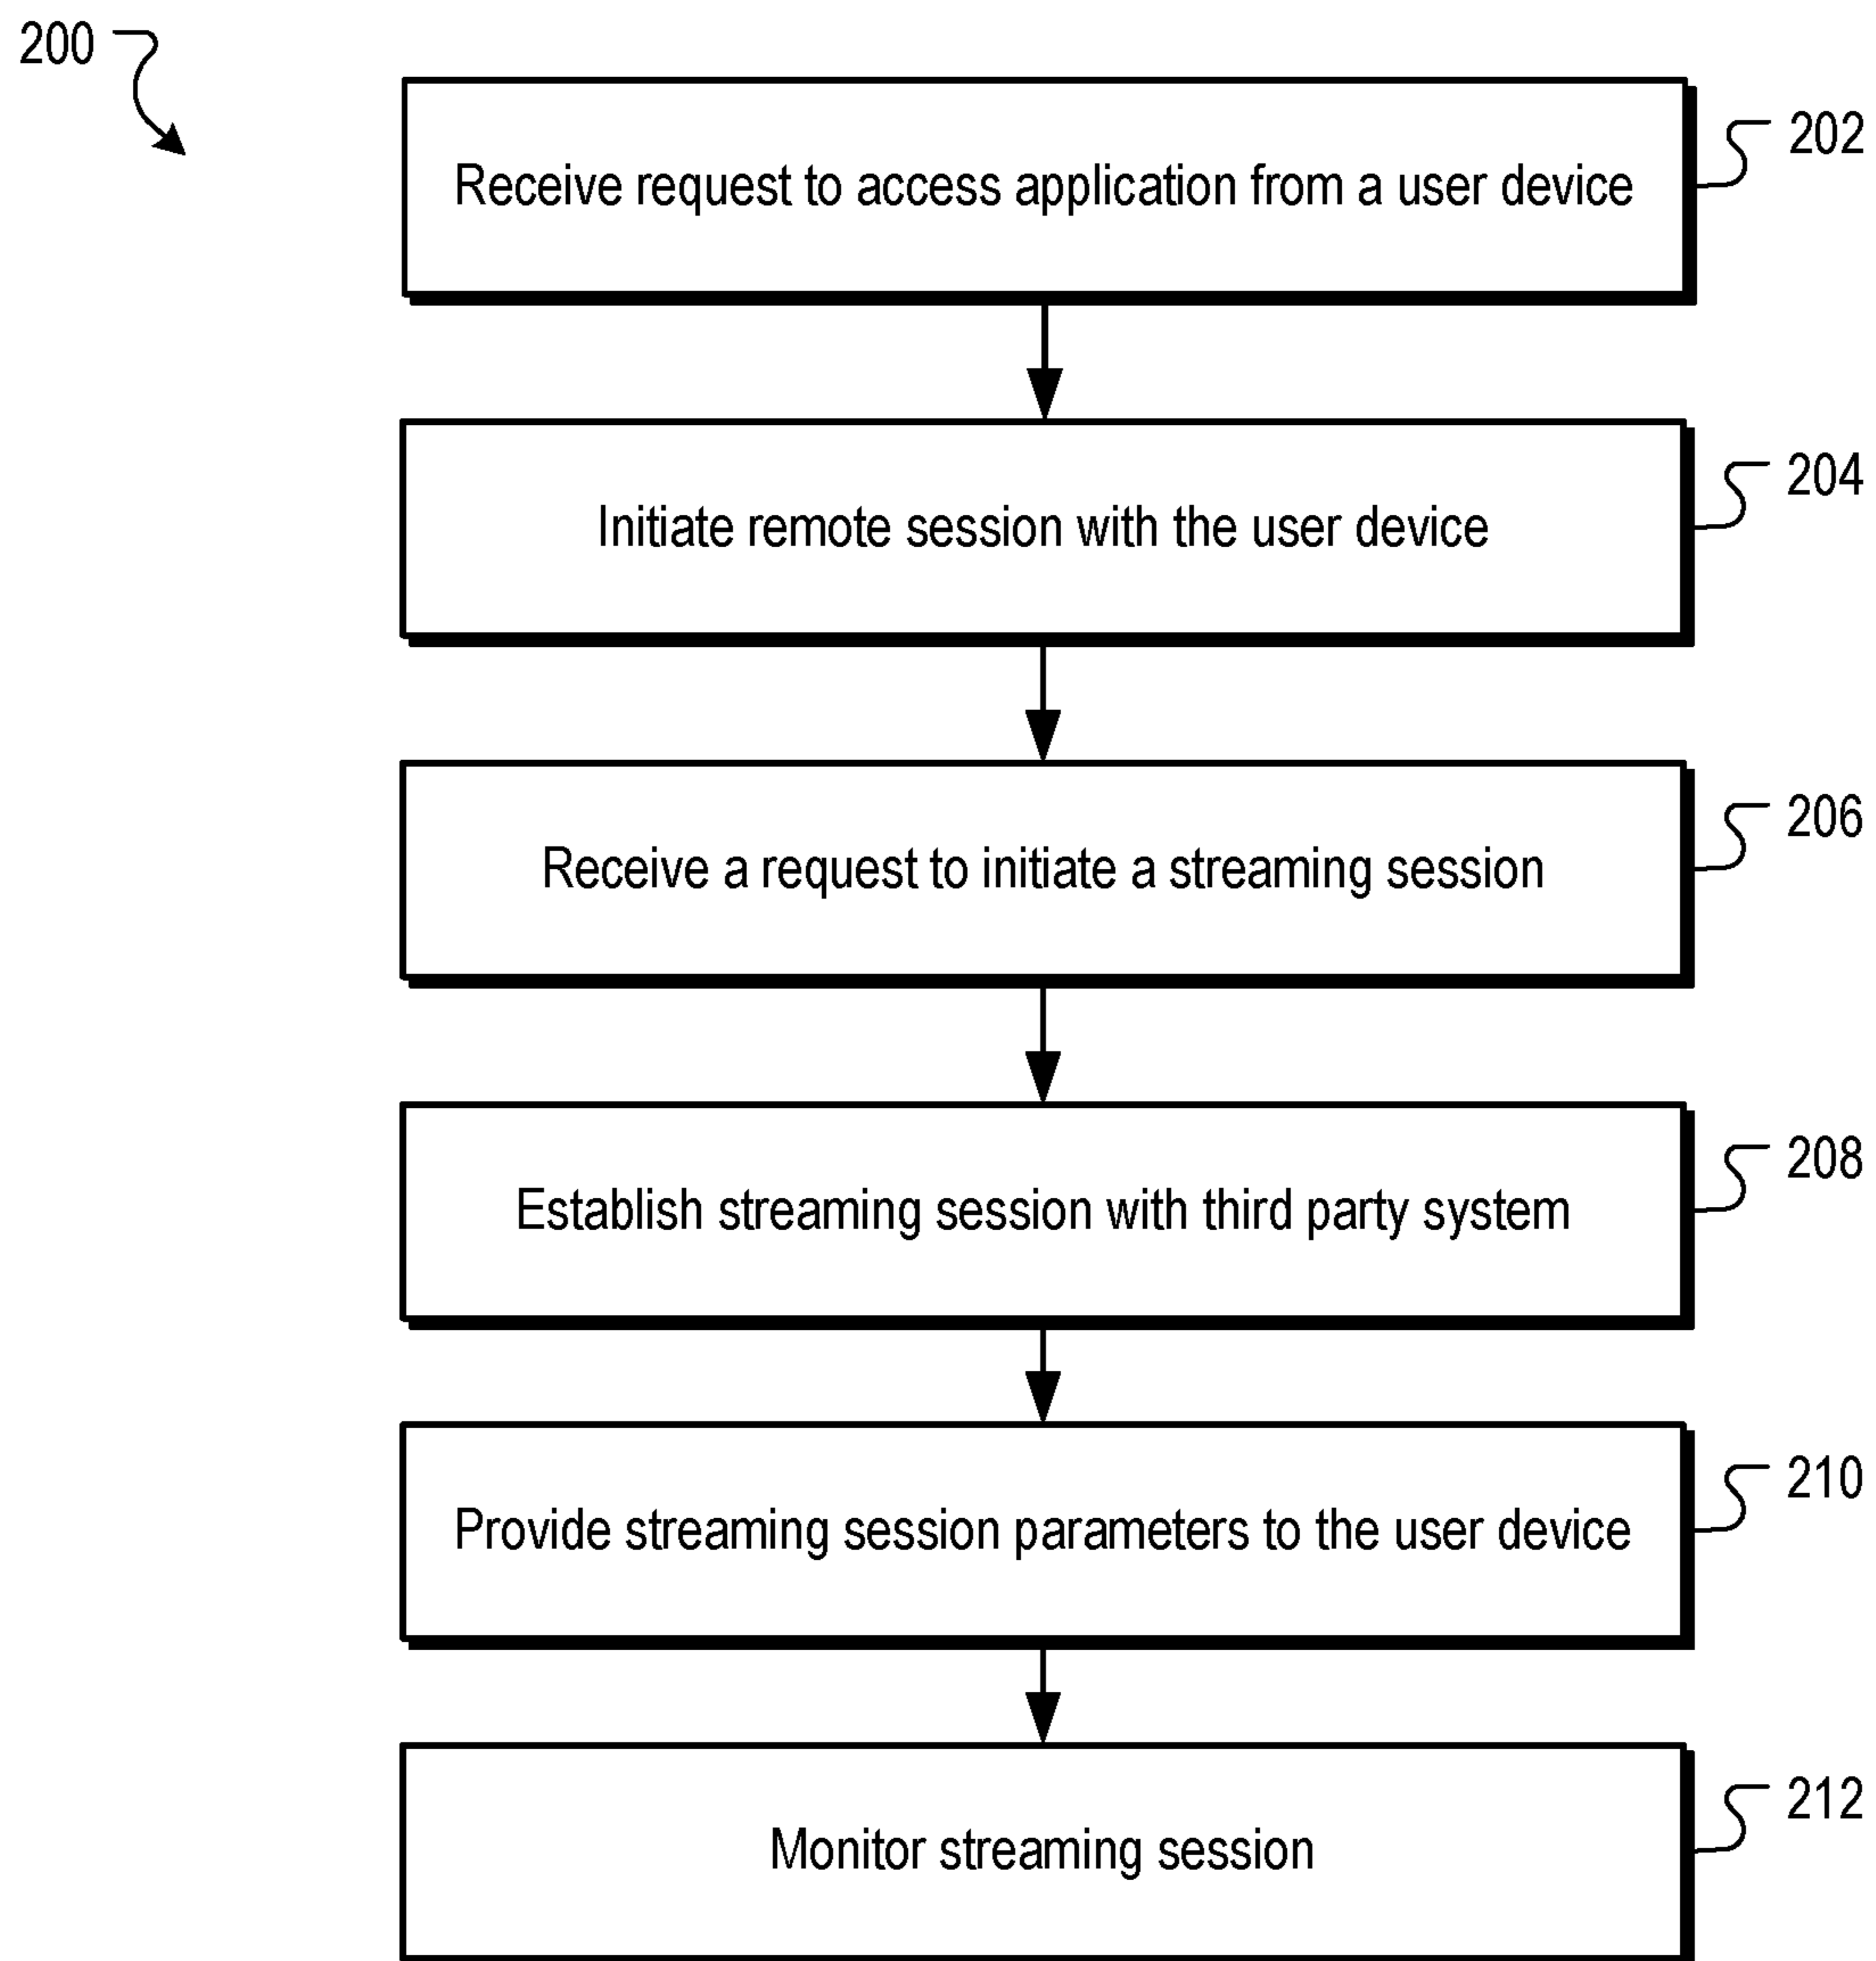 200
Receive request to access application from a user device
202
Initiate remote session with the user device
204
Receive a request to initiate a streaming session
206
Establish streaming session with third party system
208
Provide streaming session parameters to the user device
210
Monitor streaming session
212